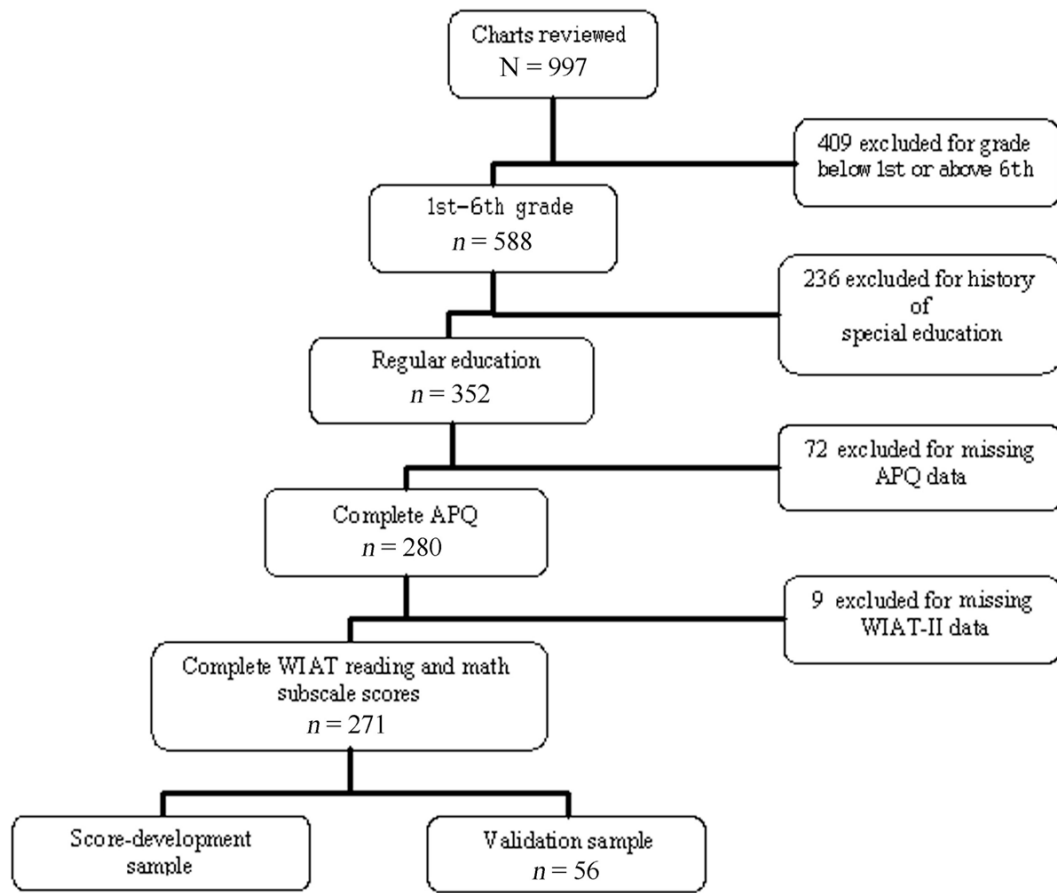 Charts reviewed
N = 997
409 excluded for grade
below 1st or above 6th
1st-6th grade
n = 588
236 excluded for history
of
special education
Regular education
n = 352
72 excluded for missing
APQ data
Complete APQ
n = 280
9 excluded for missing
WIAT-II data
Complete WIAT reading and math
subscale scores
n = 271
Score-development
sample
Validation sample
n = 56